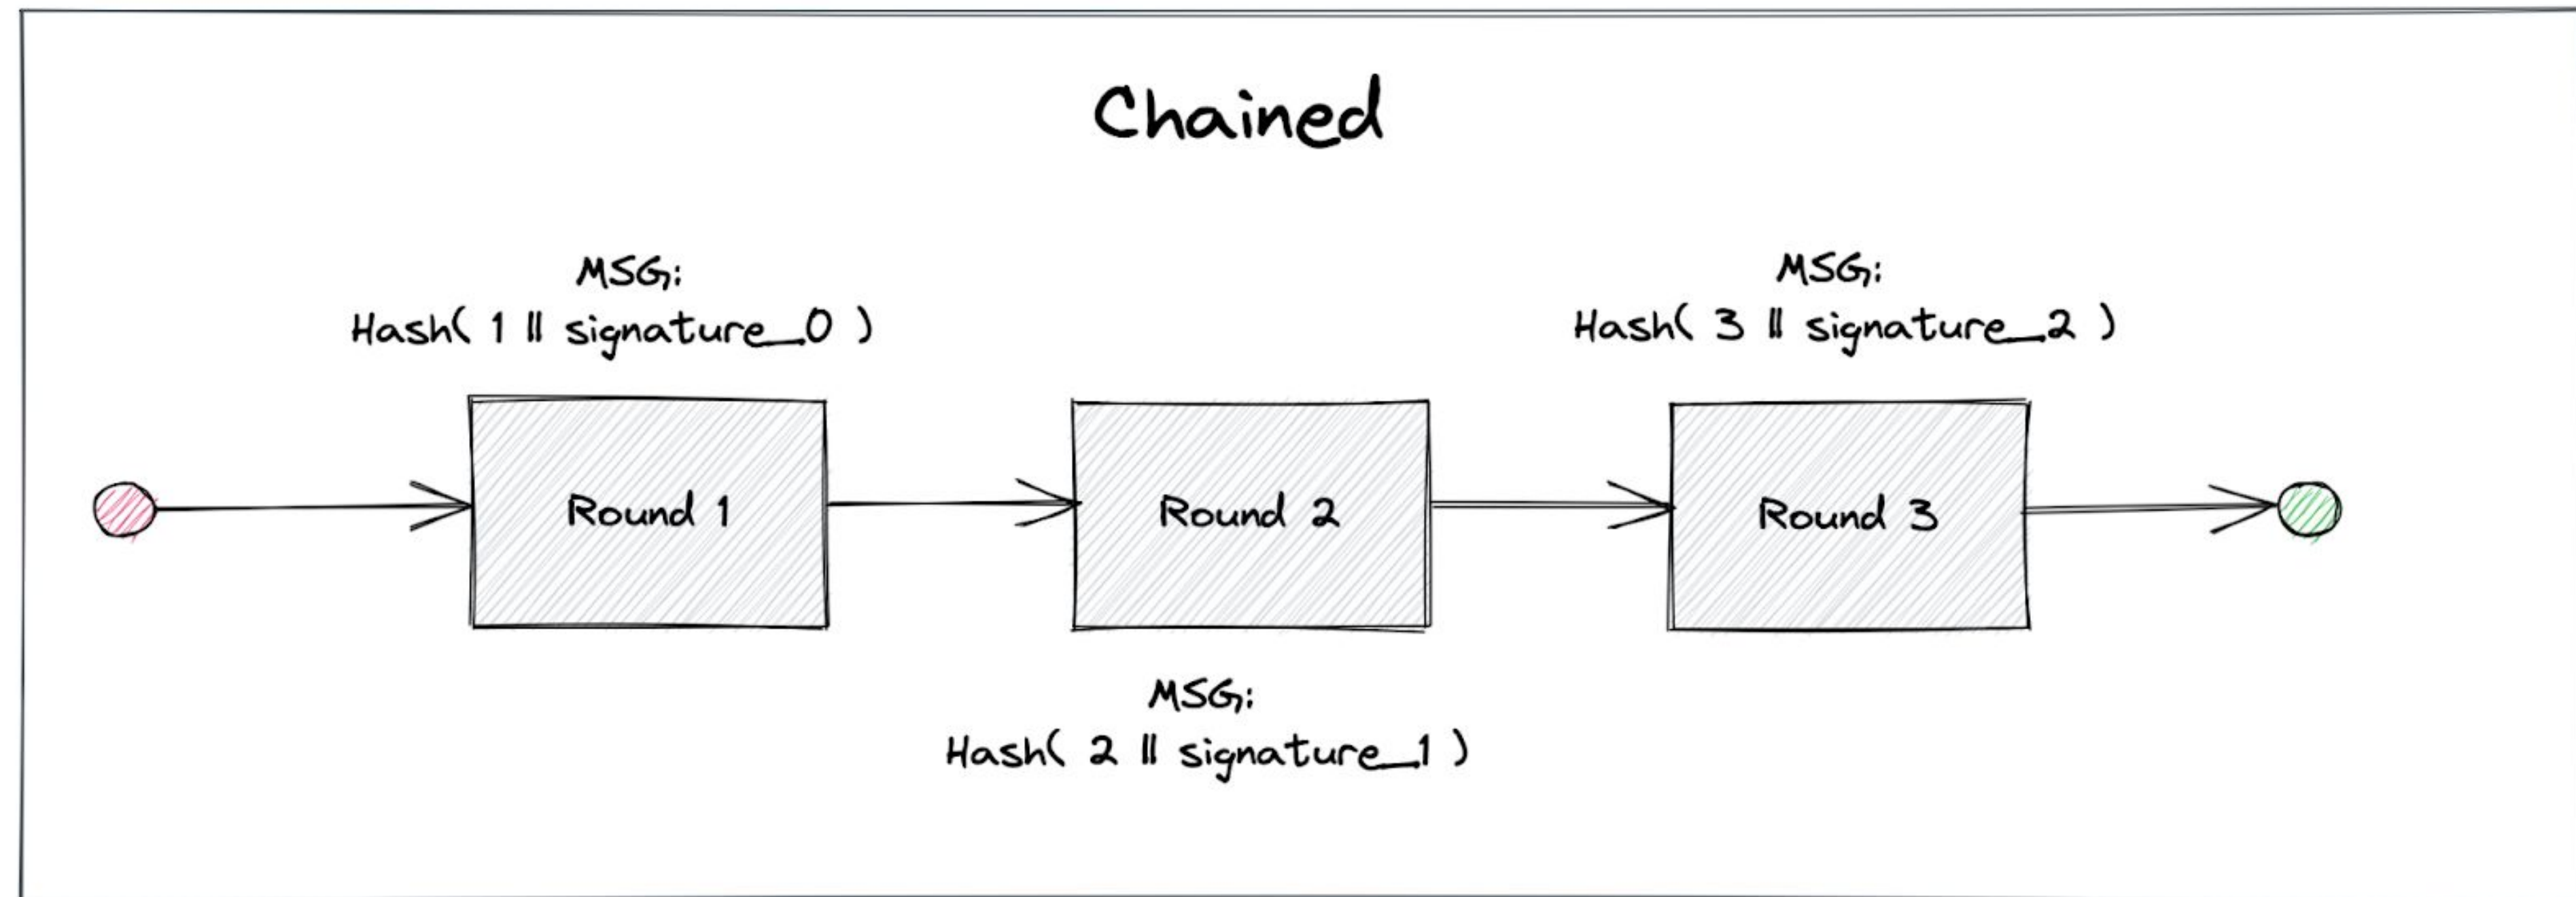 Chained
MSG:
Hash( 1 || signature_0 )
MSG:
Hash( 3 || signature_2 )
Round 1
Round 2
Round 3
MSG:
Hash( 2 || signature_1 )